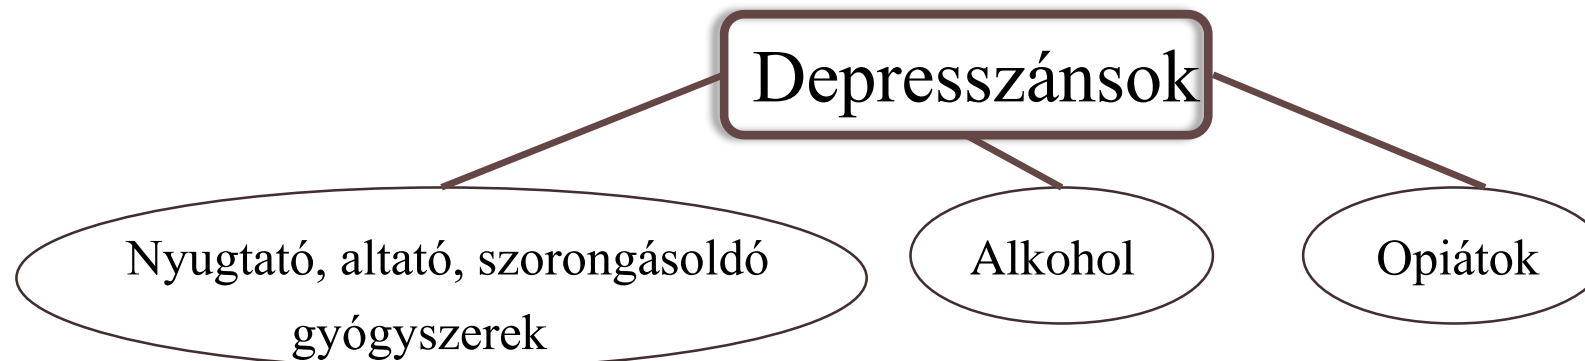 Depresszánsok
Nyugtató, altató, szorongásoldó
gyógyszerek
Alkohol
Opiátok